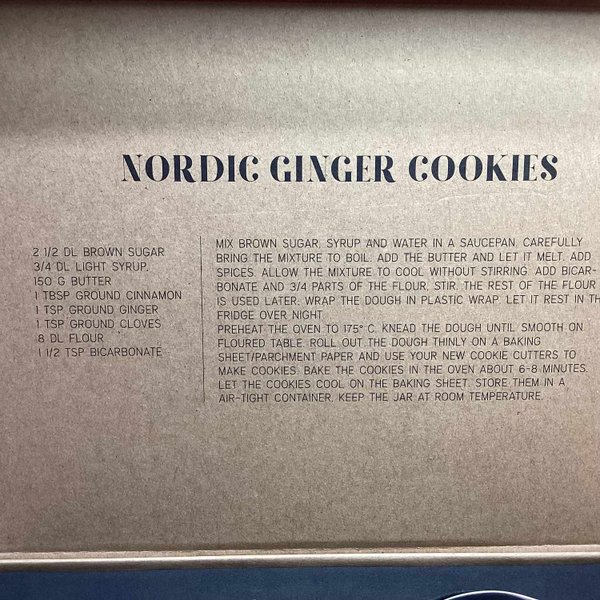 NORDIC GINGER COOKIES
2 1/2 DL BROWN SUGAR
3/4 DL LIGHT SYRUP,
150 G BUTTER
1 TBSP GROUND CINNAMON
1 TSP GROUND GINGER
1 TSP GROUND CLOVES
8 DL FLOUR
1 1/2 TSP BICARBONATE
MIX BROWN SUGAR, SYRUP AND WATER IN A SAUCEPAN, CAREFULLY
BRING THE MIXTURE TO BOIL. ADD THE BUTTER AND LET IT MELT. ADD
SPICES. ALLOW THE MIXTURE TO COOL WITHOUT STIRRING. ADD BICAR-
BONATE AND 3/4 PARTS OF THE FLOUR, STIR. THE REST OF THE FLOUR
IS USED LATER. WRAP THE DOUGH IN PLASTIC WRAP. LET IT REST IN TH
FRIDGE OVER NIGHT
PREHEAT THE OVEN TO 175° C. KNEAD THE DOUGH UNTIL SMOOTH ON
FLOURED TABLE. ROLL OUT THE DOUGH THINLY ON A BAKING
SHEET/PARCHMENT PAPER AND USE YOUR NEW COOKIE CUTTERS TO
MAKE COOKIES. BAKE THE COOKIES IN THE OVEN ABOUT 6-8 MINUTES.
LET THE COOKIES COOL ON THE BAKING SHEET. STORE THEM IN A
AIR-TIGHT CONTAINER. KEEP THE JAR AT ROOM TEMPERATURE.